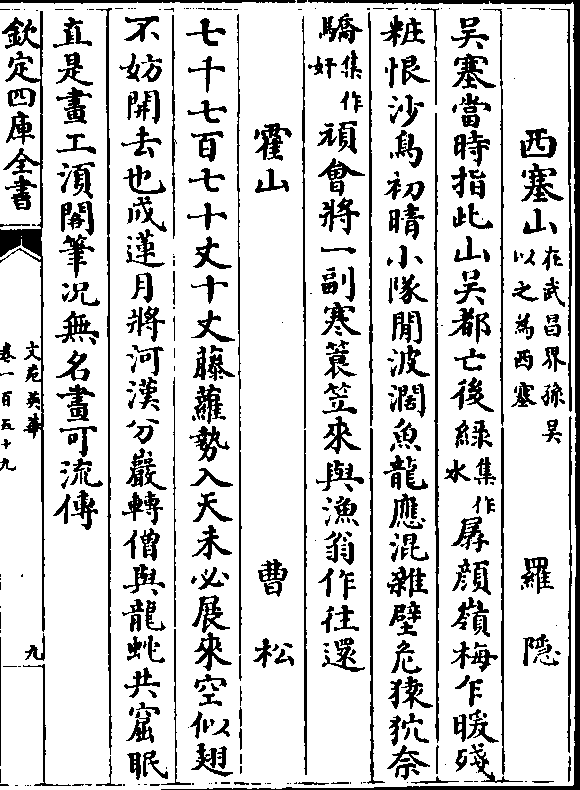 西塞山在武昌界孫吳以之為西塞 羅隱
吳塞當時指此山吳都亡後綠集作水孱顔嶺梅乍暖殘
粧恨沙鳥初晴小隊閒波濶魚龍應混雜壁危猿狖奈
驕集作奸頑會將一副寒蓑笠來與漁翁作往還
霍山 曹松
七千七百七十丈丈藤蘿勢入天未必展來空似翅
不妨開去也成蓮月將河漢分巖轉僧與龍虵共窟眠
直是畫工須閣筆况無名畫可流傳
欽定四庫全書
文苑英華
卷一百五十九
九